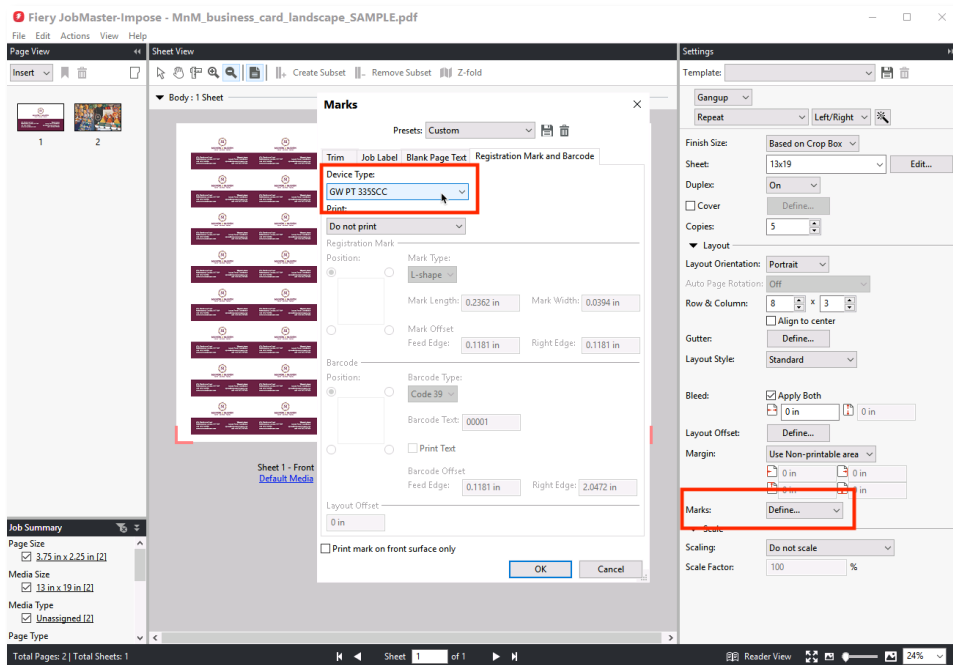 Fiery JobMaster-Impose - MnM_business_card_landscape_SAMPLE.pdf
File Edit Actions View Help
Page View
Sheet View
Settings
Insert
Create Subset
Remove Subset
Z-fold
Template:
Body : 1 Sheet
1
2
Sheet 1 - Front
Default Media
Marks
Presets: Custom
Trim
Job Label
Blank Page Text
Registration Mark and Barcode
Device Type:
GW PT 335SCC
Print:
Do not print
Registration Mark
Position:
Mark Type:
L-shape
Mark Length: 0.2362 in
Mark Width: 0.0394 in
Mark Offset
Feed Edge: 0.1181 in
Right Edge: 0.1181 in
Barcode
Position:
Barcode Type:
Code 39
Barcode Text: 00001
Print Text
Barcode Offset
Feed Edge: 0.1181 in
Right Edge: 2.0472 in
Layout Offset
0 in
Print mark on front surface only
OK
Cancel
Gangup
Repeat
Left/Right
Finish Size: Based on Crop Box
Sheet: 13x19 Edit...
Duplex: On
Cover Define...
Copies: 5
Layout
Layout Orientation: Portrait
Auto Page Rotation: Off
Row & Column: 8 x 3
Align to center
Gutter: Define...
Layout Style: Standard
Bleed: Apply Both
0 in 0 in
Layout Offset: Define...
Margin: Use Non-printable area
0 in 0 in
0 in 0 in
Marks: Define...
Scale
Scaling: Do not scale
Scale Factor: 100 %
Job Summary
Page Size
3.75 in x 2.25 in [2]
Media Size
13 in x 19 in [2]
Media Type
Unassigned [2]
Page Type
Total Pages: 2 | Total Sheets: 1
Sheet 1 of 1
Reader View
24%